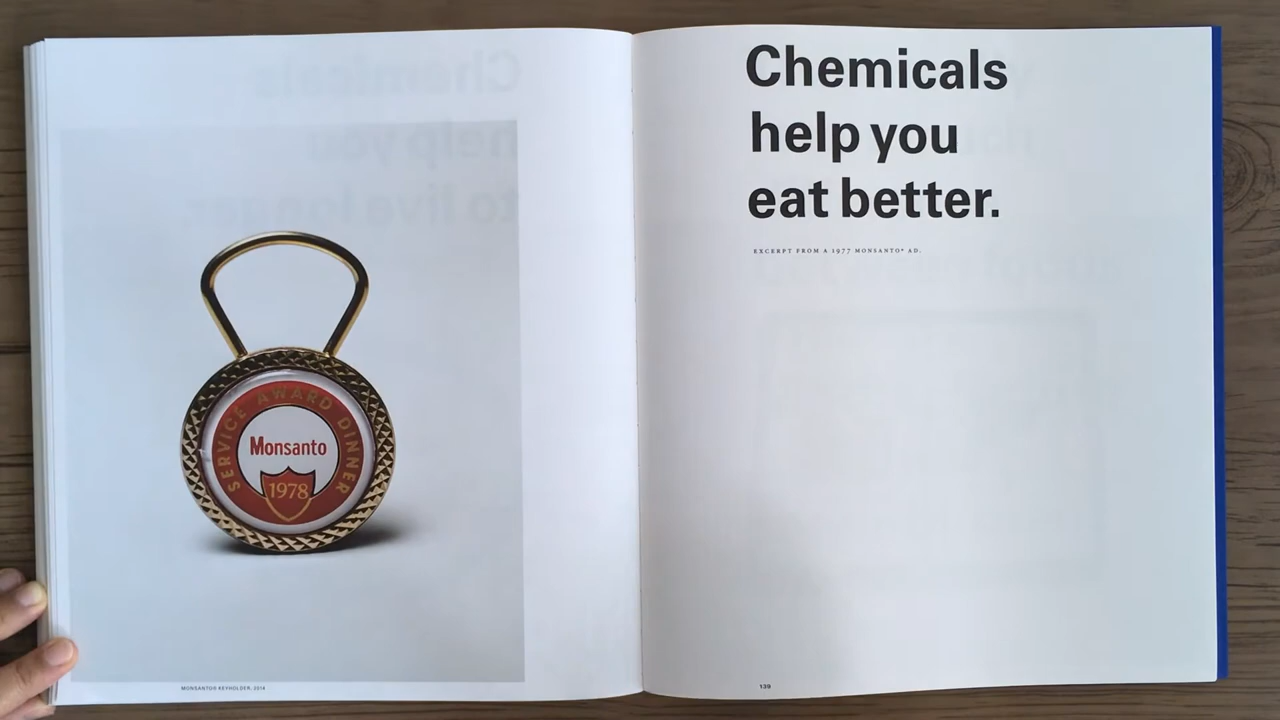 SERVICE AWARD DINNER
Monsanto
1978
MONSANTO® KEYHOLDER, 2014
Chemicals
help you
eat better.
EXCERPT FROM A 1977 MONSANTO® AD.
139